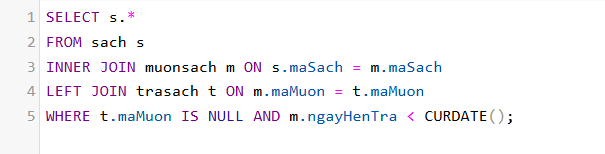 1 SELECT s.*
2 FROM sach s
3 INNER JOIN muonsach m ON s.maSach = m.maSach
4 LEFT JOIN trasach t ON m.maMuon = t.maMuon
5 WHERE t.maMuon IS NULL AND m.ngayHenTra < CURDATE();